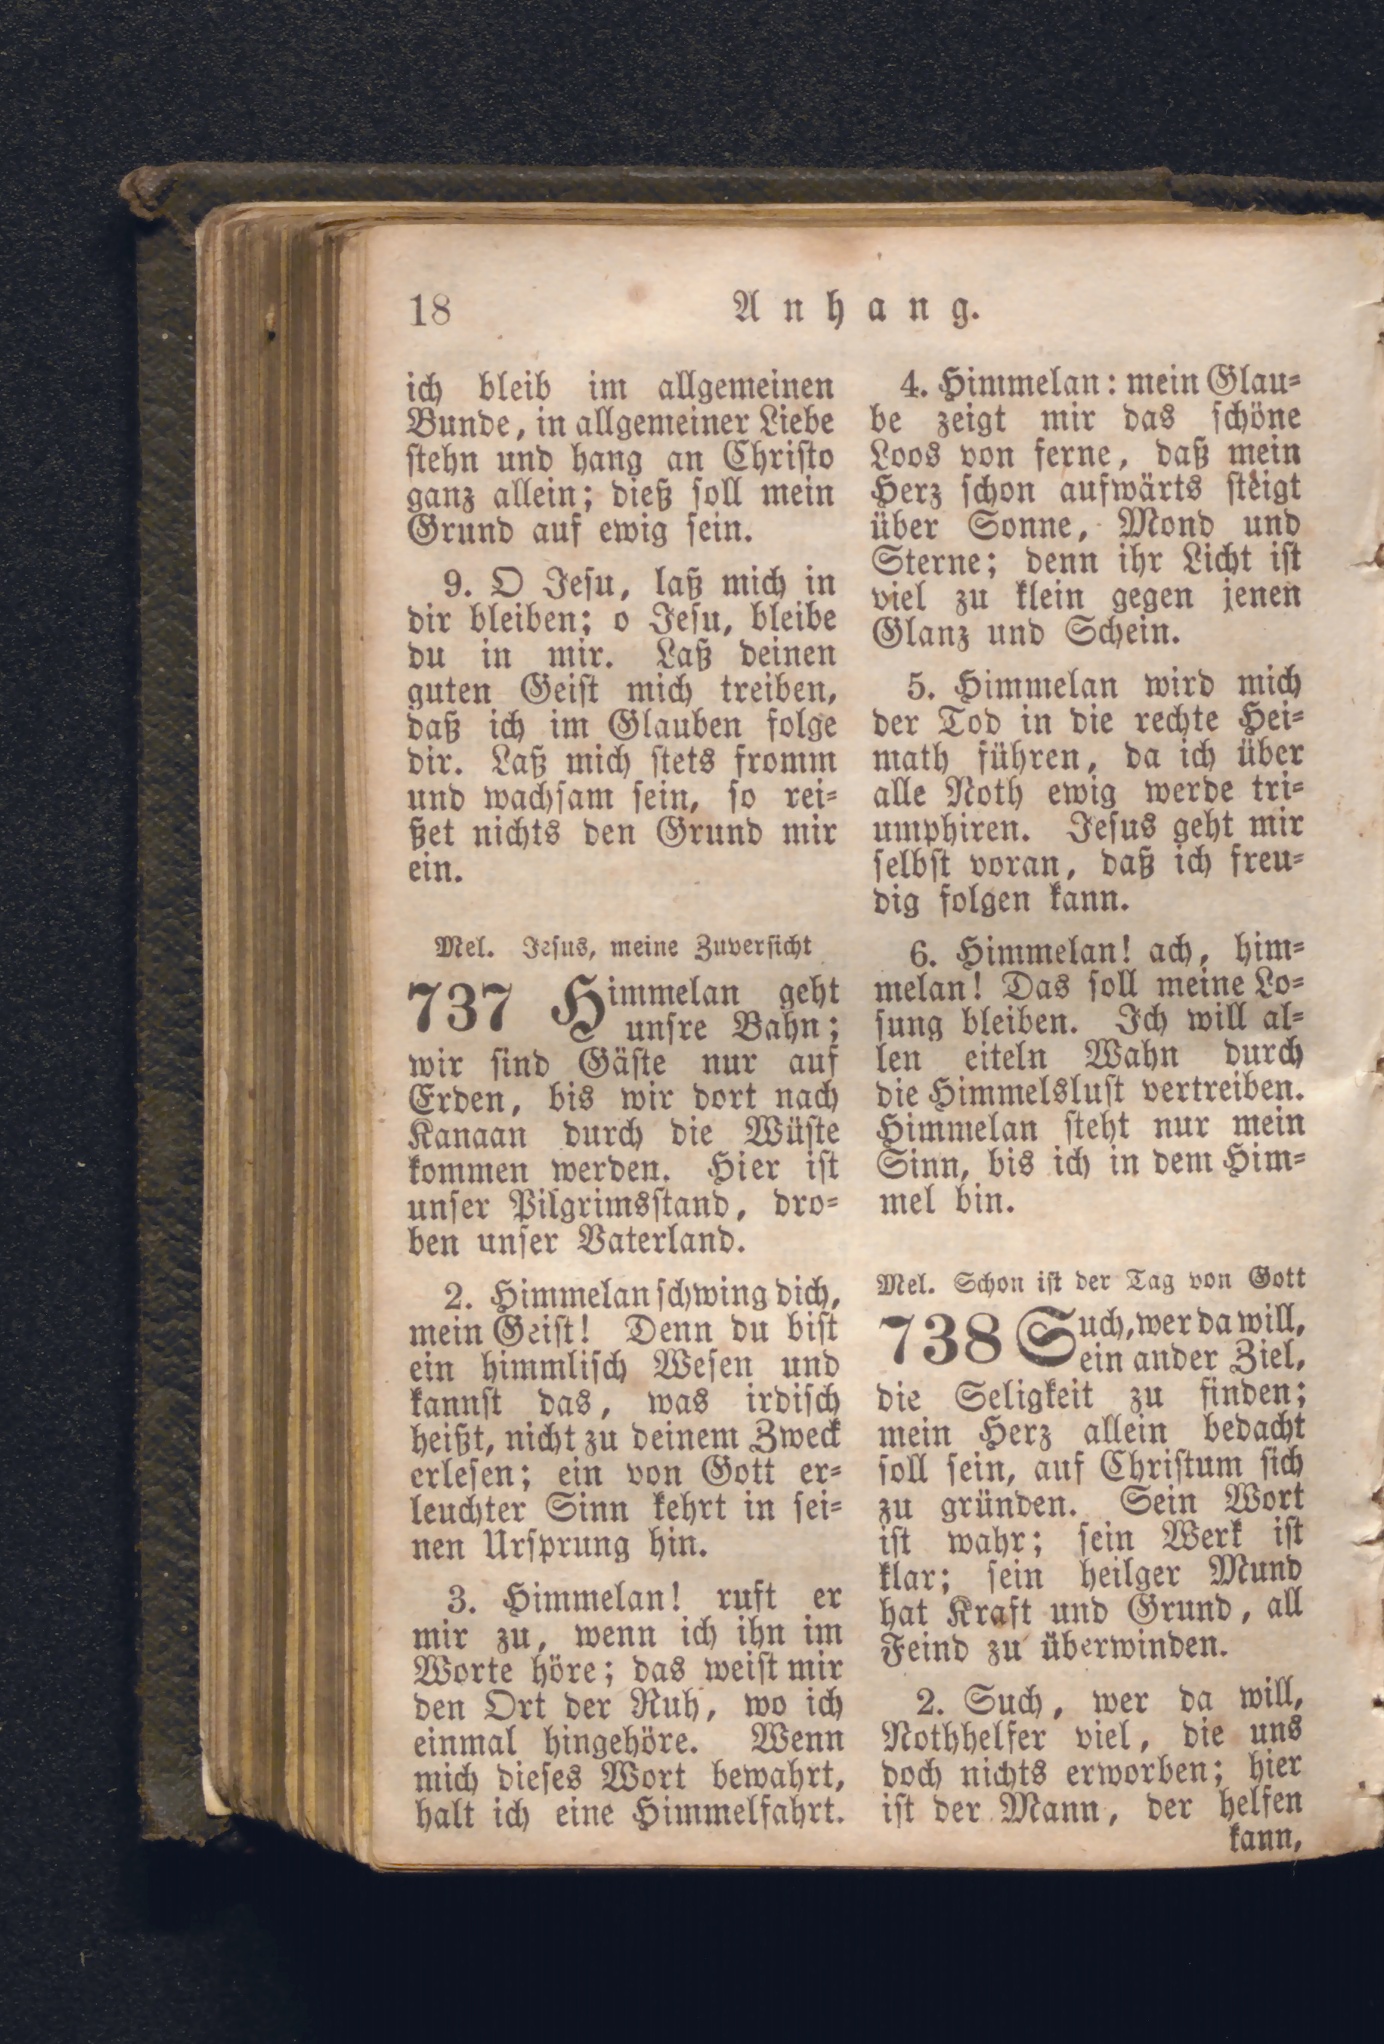 18
Anhang.
ich bleib im allgemeinen
Bunde, in allgemeiner Liebe
stehn und hang an Christo
ganz allein; dieß soll mein
Grund auf ewig sein.
9. O Jesu, laß mich in
dir bleiben; o Jesu, bleibe
du in mir. Laß deinen
guten Geist mich treiben,
daß ich im Glauben folge
dir. Laß mich stets fromm
und wachsam sein, so rei-
ßet nichts den Grund mir
ein.
Mel. Jesus, meine Zuversicht
737 Himmelan geht
unsre Bahn;
wir sind Gäste nur auf
Erden, bis wir dort nach
Kanaan durch die Wüste
kommen werden. Hier ist
unser Pilgrimsstand, dro-
ben unser Vaterland.
2. Himmelan schwing dich,
mein Geist! Denn du bist
ein himmlisch Wesen und
kannst das, was irdisch
heißt, nicht zu deinem Zweck
erlesen; ein von Gott er-
leuchter Sinn kehrt in sei-
nen Ursprung hin.
3. Himmelan! ruft er
mir zu, wenn ich ihn im
Worte höre; das weist mir
den Ort der Ruh, wo ich
einmal hingehöre. Wenn
mich dieses Wort bewahrt,
halt ich eine Himmelfahrt.
4. Himmelan: mein Glau-
be zeigt mir das schöne
Loos von ferne, daß mein
Herz schon aufwärts steigt
über Sonne, Mond und
Sterne; denn ihr Licht ist
viel zu klein gegen jenen
Glanz und Schein.
5. Himmelan wird mich
der Tod in die rechte Hei-
math führen, da ich über
alle Noth ewig werde tri-
umphiren. Jesus geht mir
selbst voran, daß ich freu-
dig folgen kann.
6. Himmelan! ach, him-
melan! Das soll meine Lo-
sung bleiben. Ich will al-
len eiteln Wahn durch
die Himmelslust vertreiben.
Himmelan steht nur mein
Sinn, bis ich in dem Him-
mel bin.
Mel. Schon ist der Tag von Gott
738 Such, wer da will,
ein ander Ziel,
die Seligkeit zu finden;
mein Herz allein bedacht
soll sein, auf Christum sich
zu gründen. Sein Wort
ist wahr; sein Werk ist
klar; sein heilger Mund
hat Kraft und Grund, all
Feind zu überwinden.
2. Such, wer da will,
Nothhelfer viel, die uns
doch nichts erworben; hier
ist der Mann, der helfen
kann,